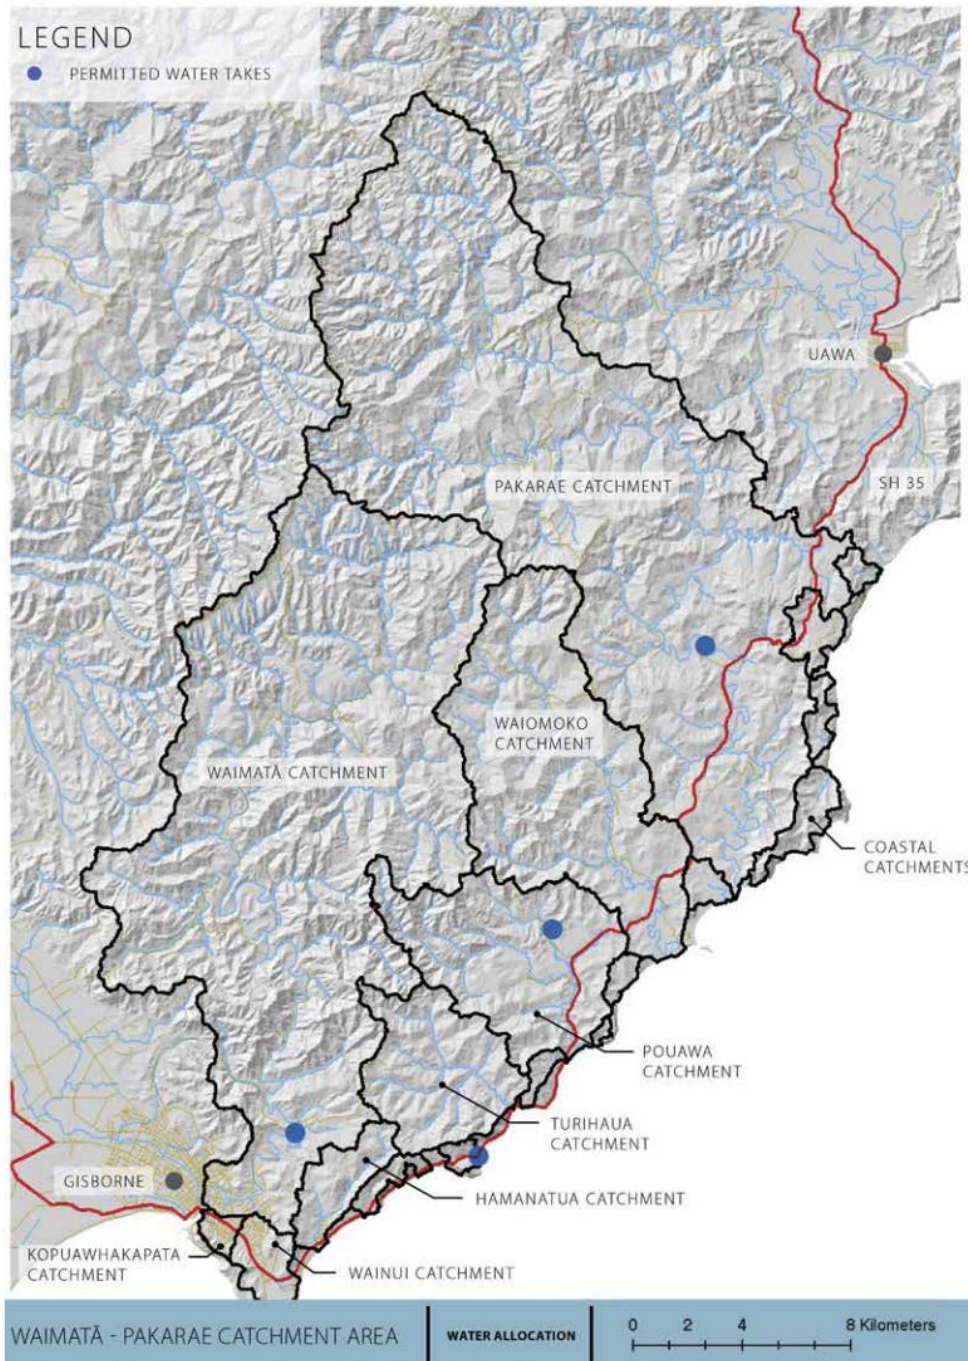 LEGEND
PERMITTED WATER TAKES
UAWA
SH 35
PAKARAE CATCHMENT
WAIOMOKO
CATCHMENT
WAIMATĀ CATCHMENT
COASTAL
CATCHMENTS
POUAWA
CATCHMENT
TURIHAUA
CATCHMENT
GISBORNE
HAMANATUA CATCHMENT
KOPUAWHAKAPATA
CATCHMENT
WAINUI CATCHMENT
WAIMATĀ - PAKARAE CATCHMENT AREA
WATER ALLOCATION
0 2 4 8 Kilometers